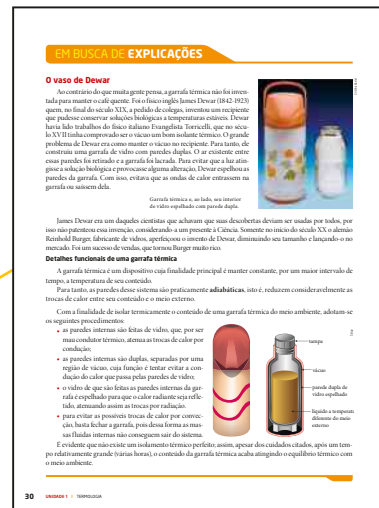 EM BUSCA DE EXPLICAÇÕES
O vaso de Dewar
Ao contrário do que muita gente pensa, a garrafa térmica não foi inven-
tada para manter o café quente. Foi o físico inglês James Dewar (1842-1923)
quem, no final do século XIX, a pedido de colegas, inventou um recipiente
que pudesse conservar soluções biológicas a temperaturas estáveis. Dewar
havia lido trabalhos do físico italiano Evangelista Torricelli, que no sécu-
lo XVII tinha comprovado ser o vácuo um bom isolante térmico. O grande
problema de Dewar era como manter o vácuo no recipiente. Para tanto, ele
construiu uma garrafa de vidro com paredes duplas. O ar existente entre
essas paredes foi retirado e a garrafa foi lacrada. Para evitar que a luz atin-
gisse a solução biológica e provocasse alguma alteração, Dewar espelhou as
paredes da garrafa. Com isso, evitava que as ondas de calor entrassem na
garrafa ou saíssem dela.
Garrafa térmica e, ao lado, seu interior
de vidro espelhado com parede dupla.
James Dewar era um daqueles cientistas que achavam que suas descobertas deviam ser usadas por todos, por
isso não patenteou essa invenção, considerando-a um presente à Ciência. Somente no início do século XX o alemão
Reinhold Burger, fabricante de vidros, aperfeiçoou o invento de Dewar, diminuindo seu tamanho e lançando-o no
mercado. Foi um sucesso de vendas, que tornou Burger muito rico.
Detalhes funcionais de uma garrafa térmica
A garrafa térmica é um dispositivo cuja finalidade principal é manter constante, por um maior intervalo de
tempo, a temperatura de seu conteúdo.
Para tanto, as paredes desse sistema são praticamente adiabáticas, isto é, reduzem consideravelmente as
trocas de calor entre seu conteúdo e o meio externo.
Com a finalidade de isolar termicamente o conteúdo de uma garrafa térmica do meio ambiente, adotam-se
os seguintes procedimentos:
• as paredes internas são feitas de vidro, que, por ser
mau condutor térmico, atenua as trocas de calor por
condução;
• as paredes internas são duplas, separadas por uma
região de vácuo, cuja função é tentar evitar a con-
dução do calor que passa pelas paredes de vidro;
• o vidro de que são feitas as paredes internas da gar-
rafa é espelhado para que o calor radiante seja refle-
tido, atenuando assim as trocas por radiação.
• para evitar as possíveis trocas de calor por convec-
ção, basta fechar a garrafa, pois dessa forma as mas-
sas fluidas internas não conseguem sair do sistema.
tampa
vácuo
parede dupla de
vidro espelhado
líquido a temperatura
diferente do meio
externo
É evidente que não existe um isolamento térmico perfeito; assim, apesar dos cuidados citados, após um tem-
po relativamente grande (várias horas), o conteúdo da garrafa térmica acaba atingindo o equilíbrio térmico com
o meio ambiente.
30 UNIDADE 1 | TERMOLOGIA